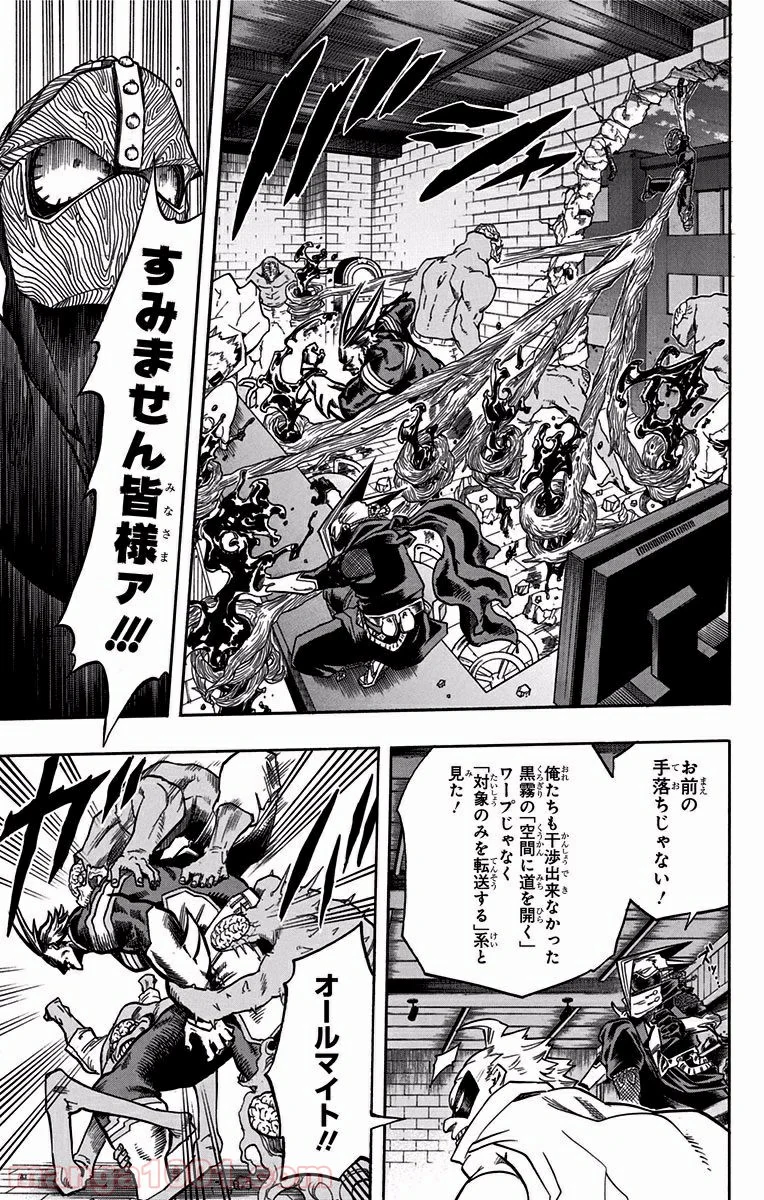 すみません皆様ァ!!!
お前の
手落ちじゃない!
俺たちも干渉出来なかった
黒霧の「空間に道を開く」
ワープじゃなく
「対象のみを転送する」系と
見た!
オールマイト!!